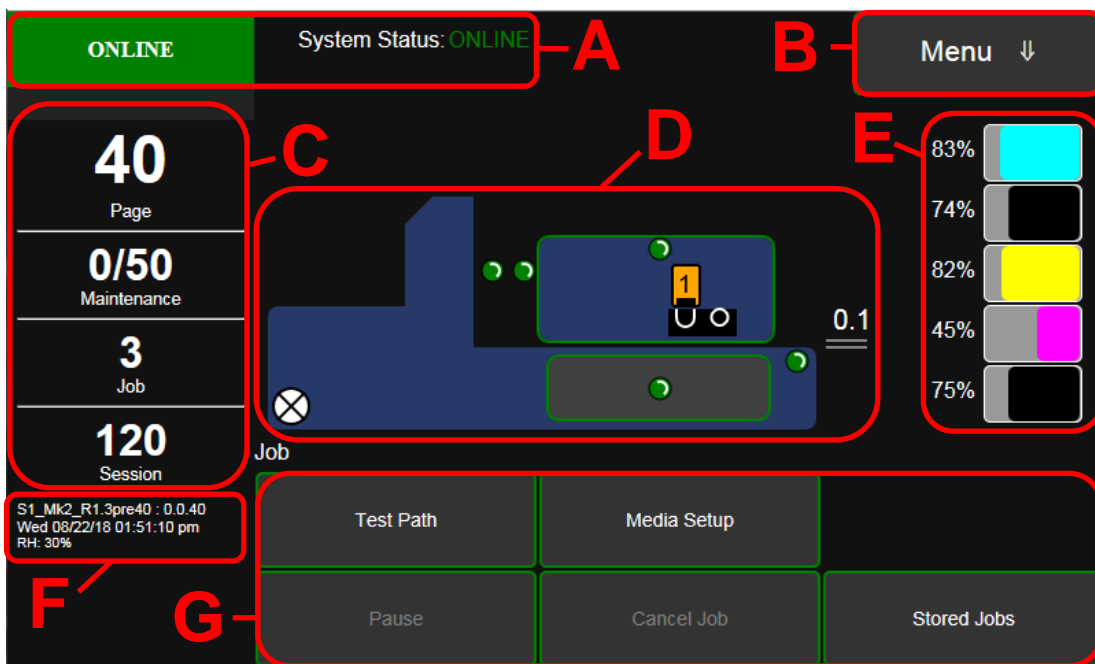 ONLINE
System Status: ONLINE
A
B
Menu ⇓
C
40
Page
0/50
Maintenance
3
Job
120
Session
D
1
0.1
E
83%
74%
82%
45%
75%
S1_Mk2_R1.3pre40 : 0.0.40
Wed 08/22/18 01:51:10 pm
RH: 30%
F
Job
G
Test Path
Media Setup
Pause
Cancel Job
Stored Jobs